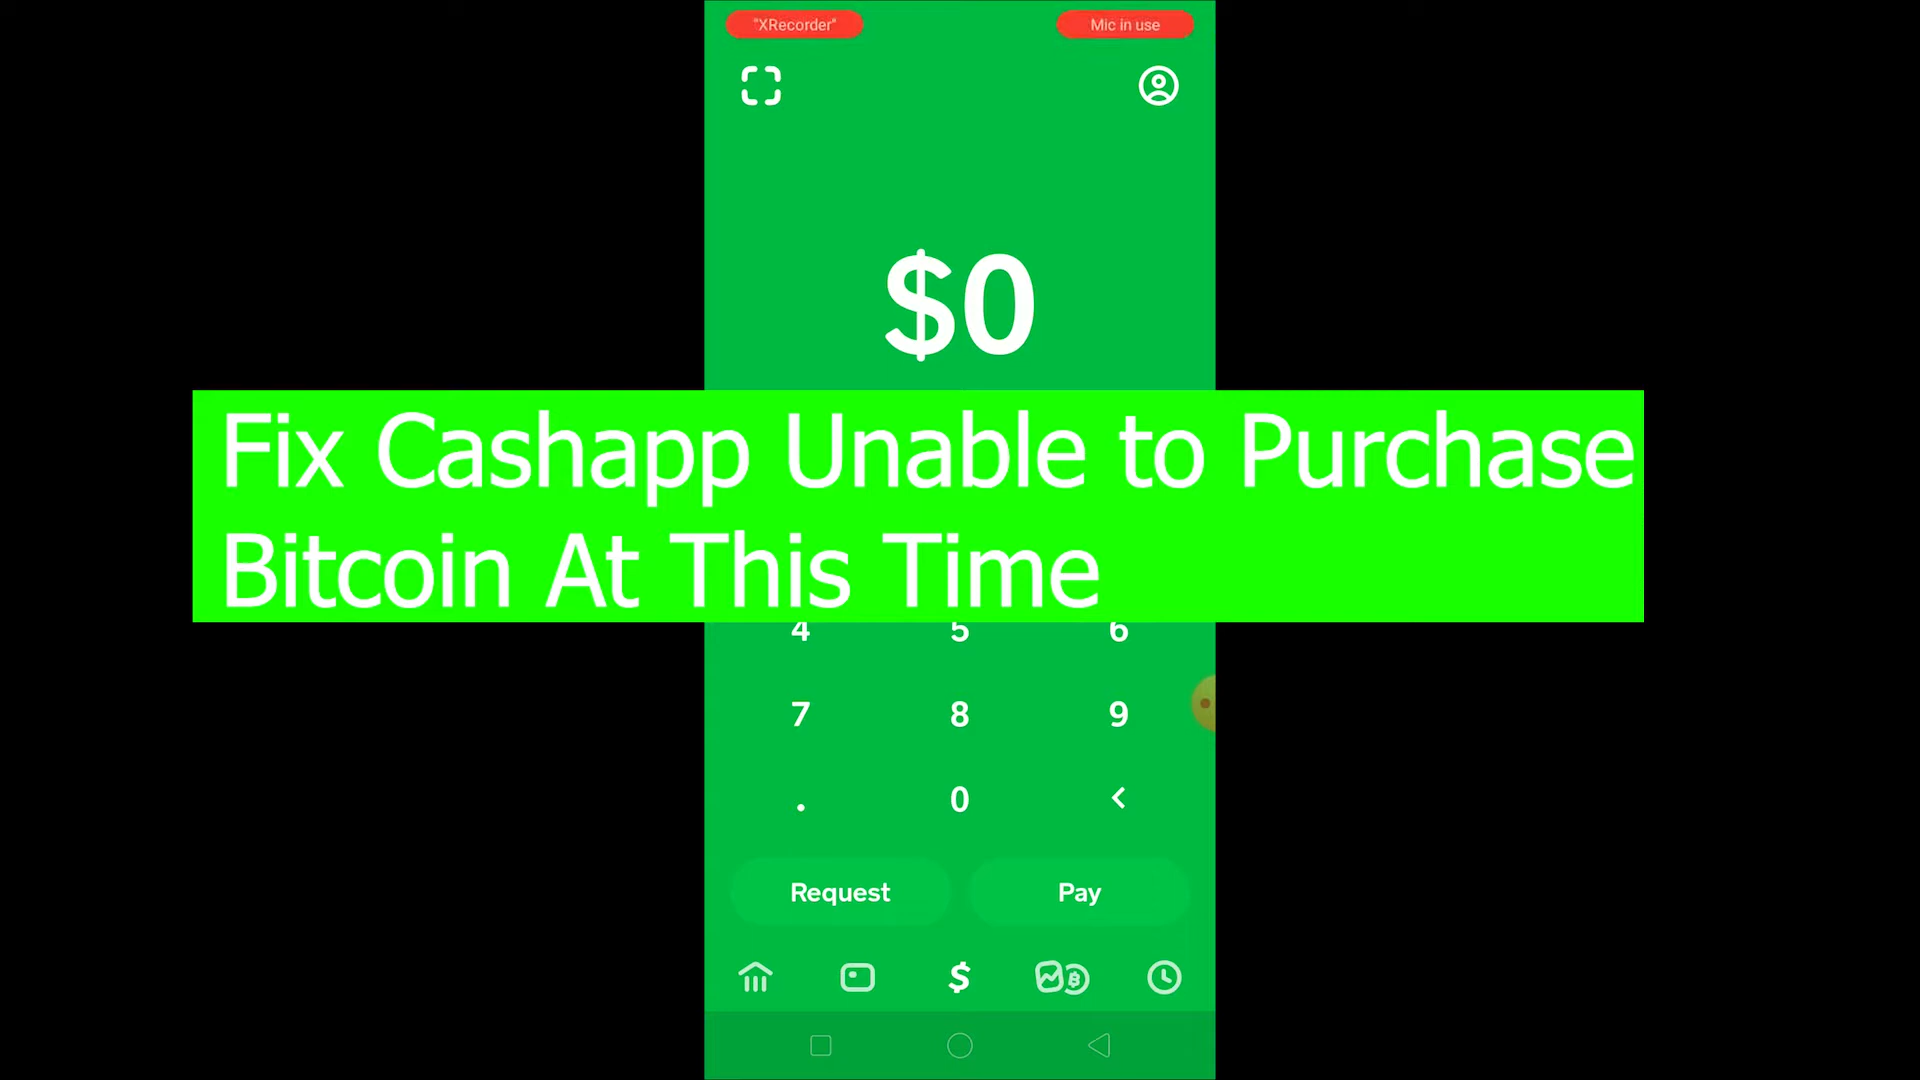 "XRecorder"
Mic in use
$0
Fix Cashapp Unable to Purchase
Bitcoin At This Time
4 5 6
7 8 9
. 0 <
Request Pay
$